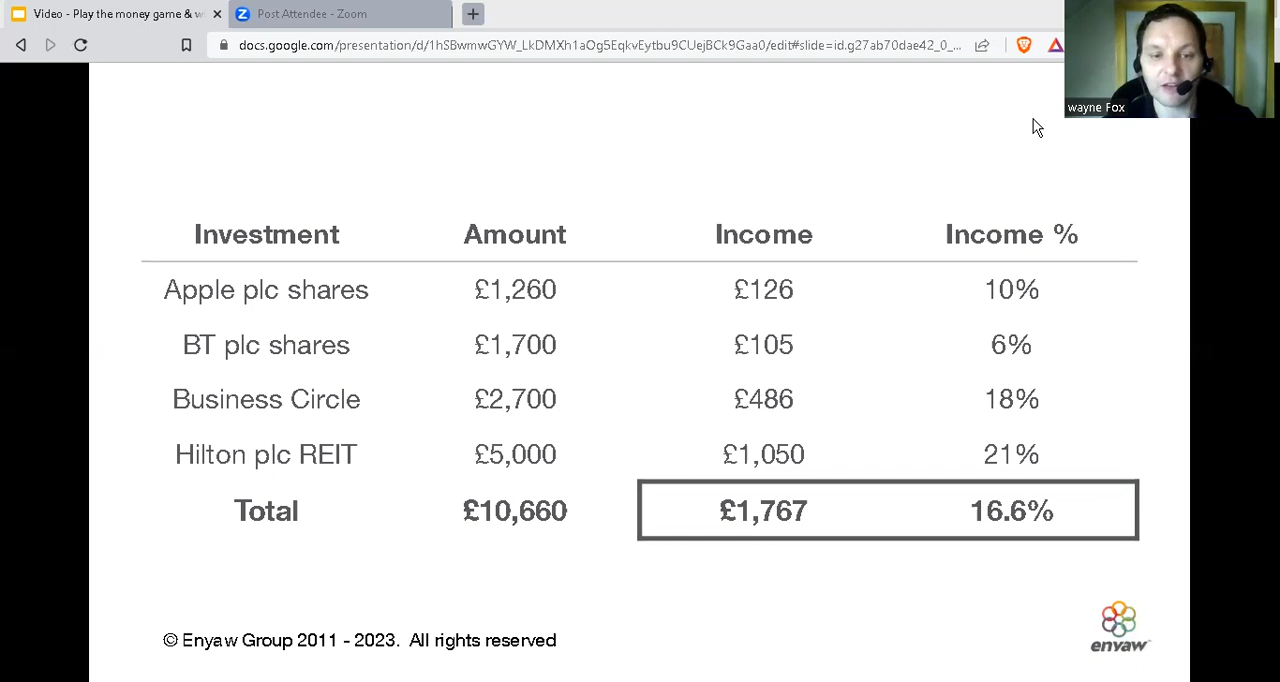 Video - Play the money game & w
Post Attendee - Zoom
docs.google.com/presentation/d/1hSBwmwGYW_LkDMXh1aOg5EqkvEytbu9CUejBCk9Gaa0/edit#slide=id.g27ab70dae42_0_...
wayne Fox
Investment Amount Income Income %
Apple plc shares £1,260 £126 10%
BT plc shares £1,700 £105 6%
Business Circle £2,700 £486 18%
Hilton plc REIT £5,000 £1,050 21%
Total £10,660 £1,767 16.6%
© Enyaw Group 2011 - 2023. All rights reserved
enyaw